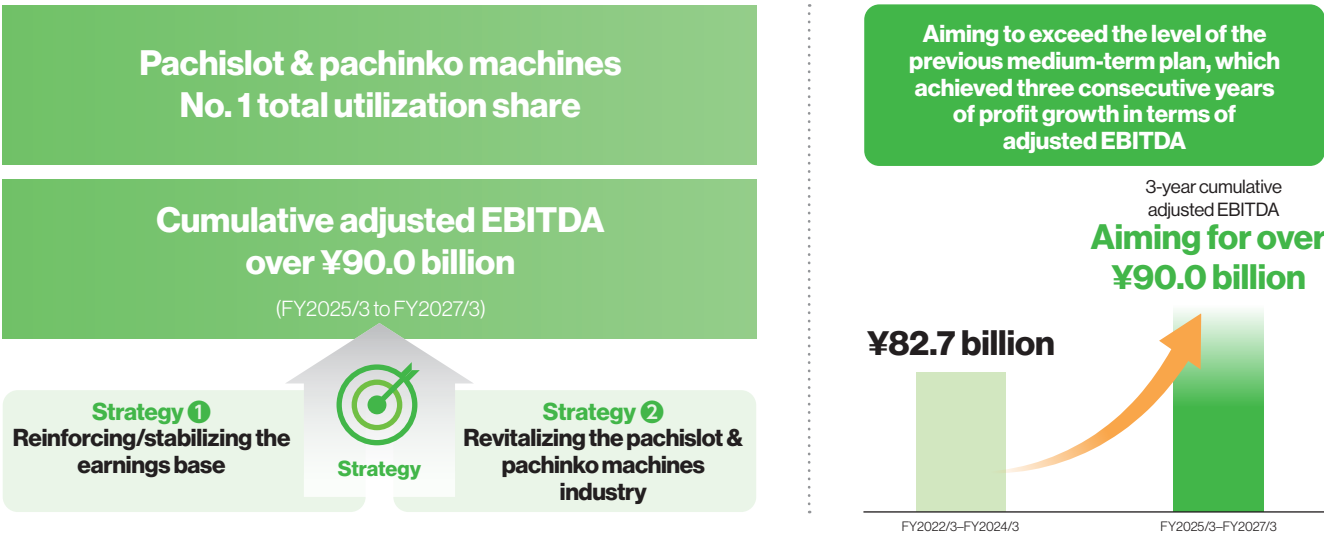 Pachislot & pachinko machines
No. 1 total utilization share
Cumulative adjusted EBITDA
over ¥90.0 billion
(FY2025/3 to FY2027/3)
Strategy ❶
Reinforcing/stabilizing the
earnings base
Strategy
Strategy ❷
Revitalizing the pachislot &
pachinko machines
industry
Aiming to exceed the level of the
previous medium-term plan, which
achieved three consecutive years
of profit growth in terms of
adjusted EBITDA
3-year cumulative
adjusted EBITDA
Aiming for over
¥90.0 billion
¥82.7 billion
FY2022/3–FY2024/3
FY2025/3–FY2027/3